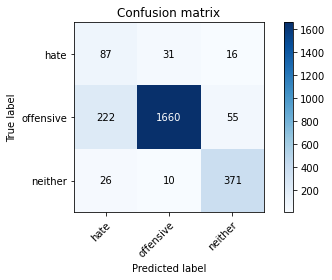 Confusion matrix
True label
hate 87 31 16
offensive 222 1660 55
neither 26 10 371
hate offensive neither
Predicted label
1600
1400
1200
1000
800
600
400
200